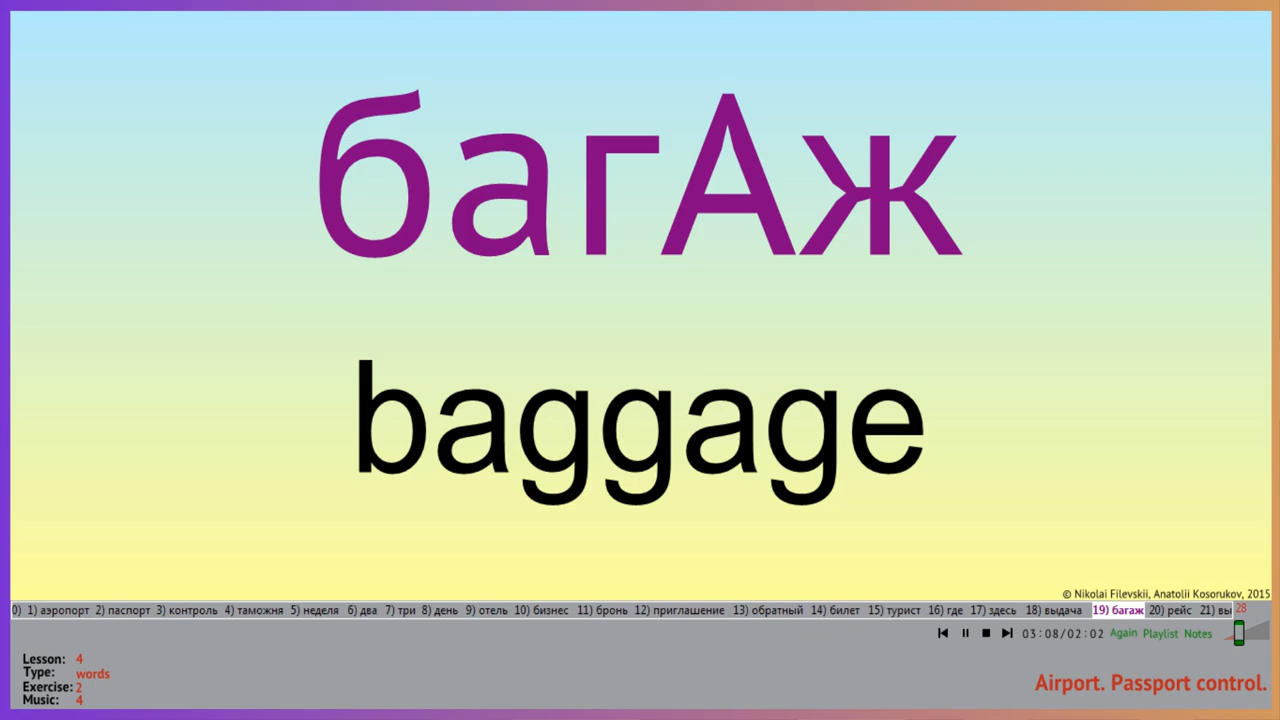 багАж
baggage
© Nikolai Filevskii, Anatolii Kosorukov, 2015
0) 1) аэропорт 2) паспорт 3) контроль 4) таможня 5) неделя 6) два 7) три 8) день 9) отель 10) бизнес 11) бронь 12) приглашение 13) обратный 14) билет 15) турист 16) где 17) здесь 18) выдача 19) багаж 20) рейс 21) вы 28
03:08/02:02 Again Playlist Notes
Lesson: 4
Type: words
Exercise: 2
Music: 4
Airport. Passport control.